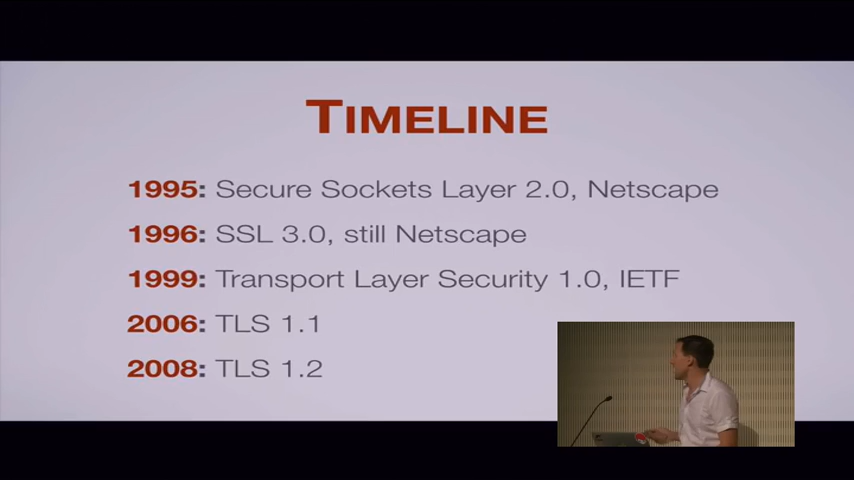 TIMELINE
1995: Secure Sockets Layer 2.0, Netscape
1996: SSL 3.0, still Netscape
1999: Transport Layer Security 1.0, IETF
2006: TLS 1.1
2008: TLS 1.2